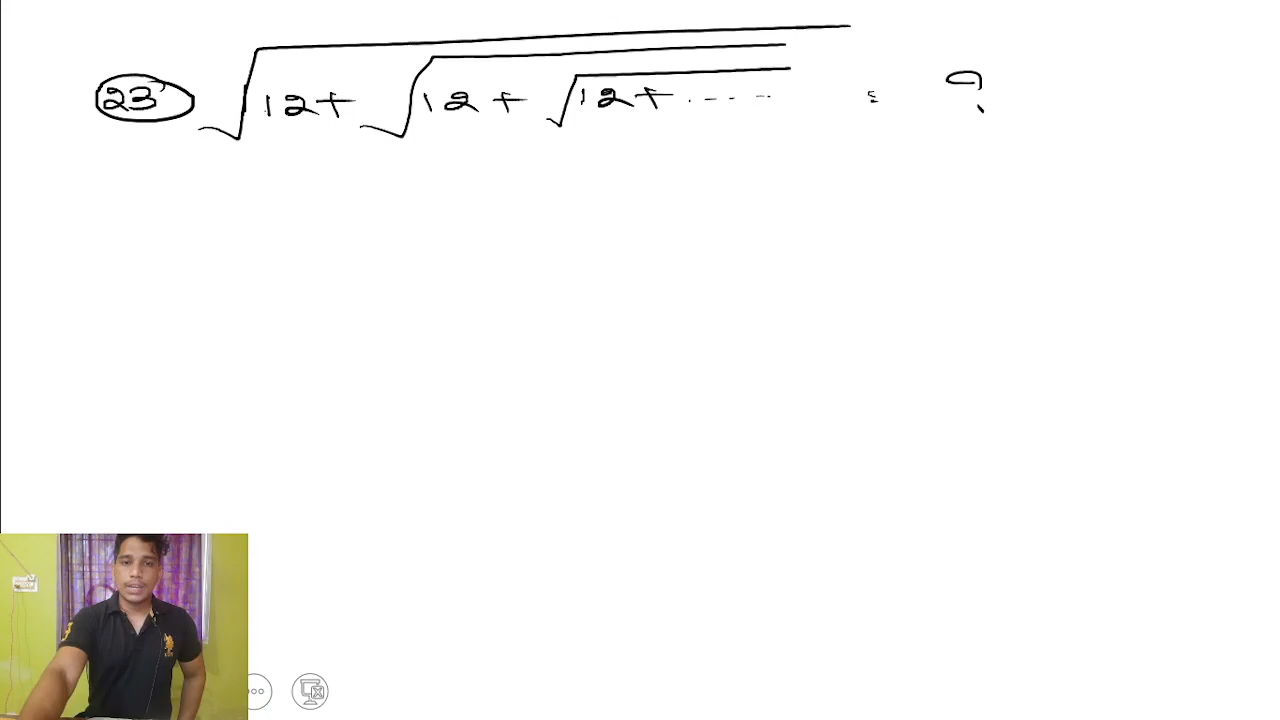 23) √(12 + √(12 + √(12 + ..... = ?